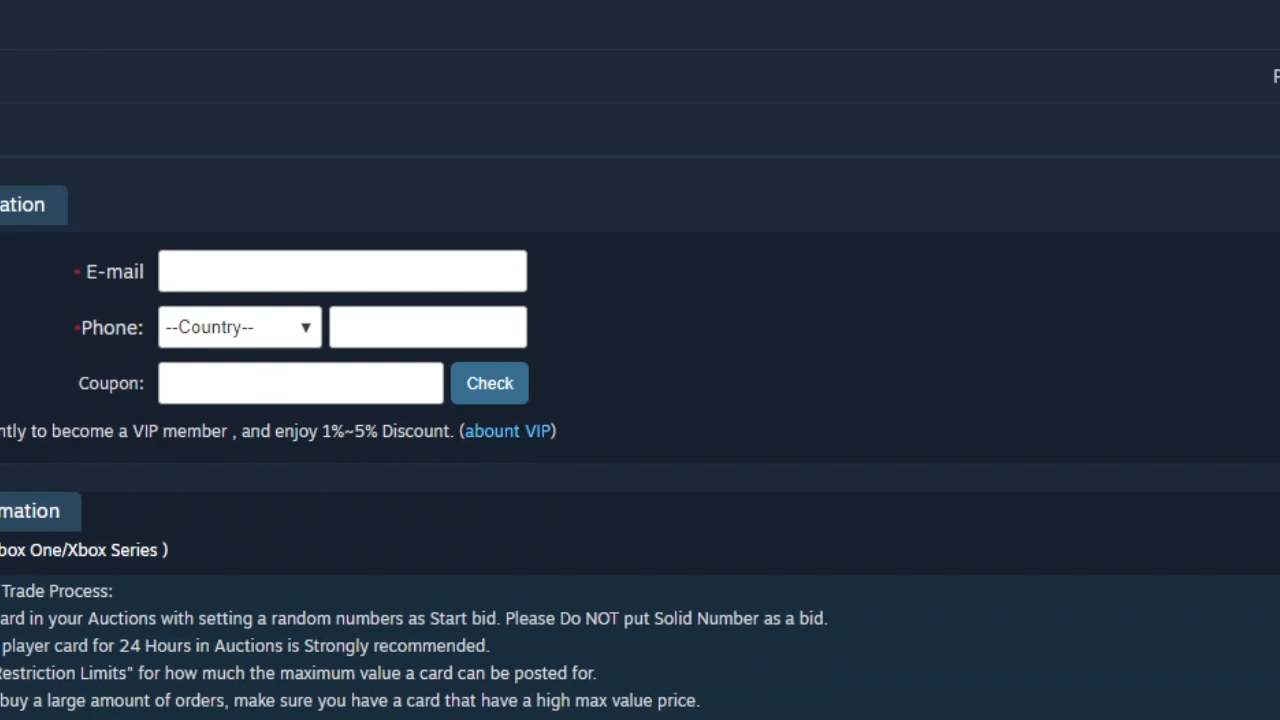 ation
* E-mail
*Phone: --Country-- ▼
Coupon: Check
ntly to become a VIP member , and enjoy 1%~5% Discount. (abount VIP)
mation
box One/Xbox Series )
Trade Process:
ard in your Auctions with setting a random numbers as Start bid. Please Do NOT put Solid Number as a bid.
player card for 24 Hours in Auctions is Strongly recommended.
Restriction Limits" for how much the maximum value a card can be posted for.
buy a large amount of orders, make sure you have a card that have a high max value price.